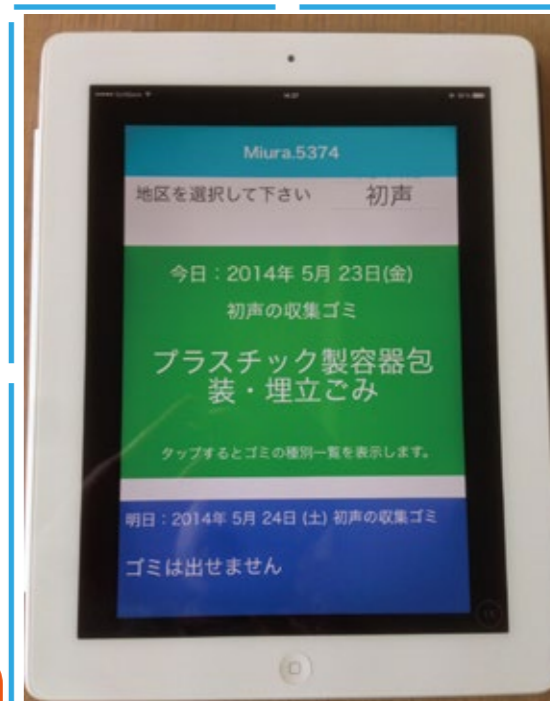 Miura.5374
地区を選択して下さい 初声
今日:2014年 5月 23日(金)
初声の収集ゴミ
プラスチック製容器包
装・埋立ごみ
タップするとゴミの種別一覧を表示します。
明日:2014年 5月 24日 (土) 初声の収集ゴミ
ゴミは出せません